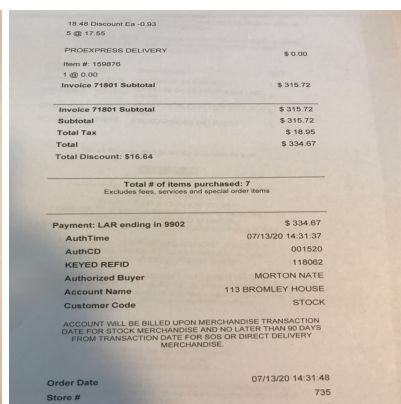 18.48 Discount Ea -0.93
5 @ 17.55
PROEXPRESS DELIVERY $ 0.00
Item #: 159876
1 @ 0.00
Invoice 71801 Subtotal $ 315.72
Invoice 71801 Subtotal $ 315.72
Subtotal $ 315.72
Total Tax $ 18.95
Total $ 334.67
Total Discount: $16.64
Total # of items purchased: 7
Excludes fees, services and special order items
Payment: LAR ending in 9902 $ 334.67
AuthTime 07/13/20 14:31:37
AuthCD 001520
KEYED REFID 118062
Authorized Buyer MORTON NATE
Account Name 113 BROMLEY HOUSE
Customer Code STOCK
ACCOUNT WILL BE BILLED UPON MERCHANDISE TRANSACTION
DATE FOR STOCK MERCHANDISE AND NO LATER THAN 90 DAYS
FROM TRANSACTION DATE FOR SOS OR DIRECT DELIVERY
MERCHANDISE.
Order Date 07/13/20 14:31:48
Store # 735